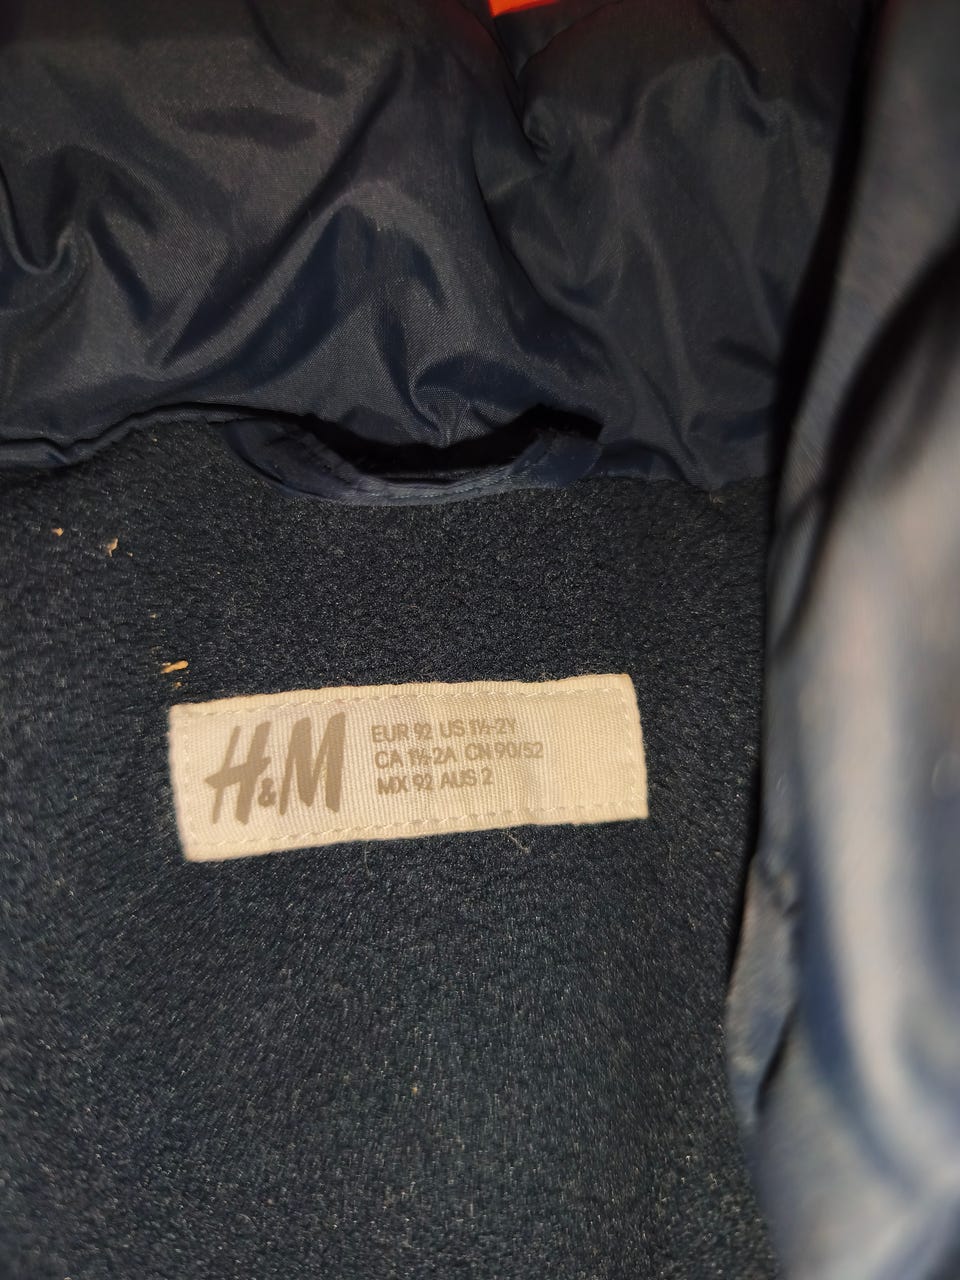 H&M
EUR 92 US 1½-2Y
CA 1½-2A CN 90/52
MX 92 AUS 2